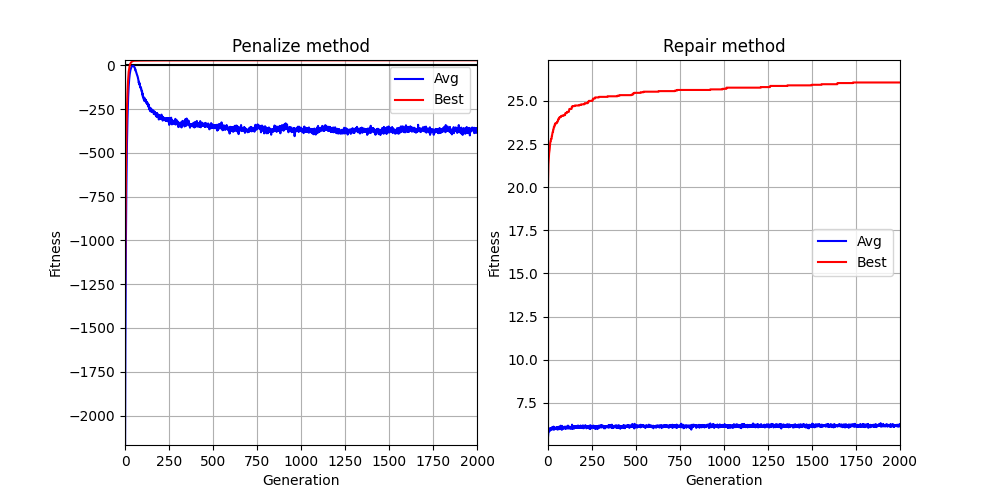 Penalize method
Fitness
0
−250
−500
−750
−1000
−1250
−1500
−1750
−2000
Avg
Best
0 250 500 750 1000 1250 1500 1750 2000
Generation
Repair method
Fitness
25.0
22.5
20.0
17.5
15.0
12.5
10.0
7.5
Avg
Best
0 250 500 750 1000 1250 1500 1750 2000
Generation